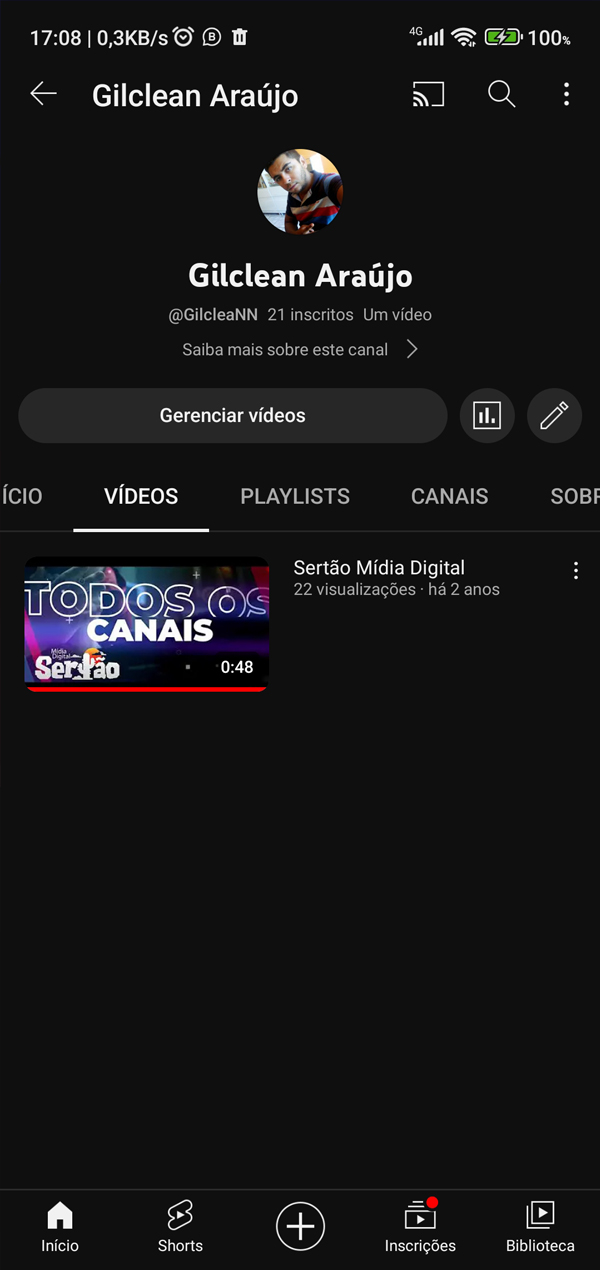 17:08 | 0,3KB/s B 4G 100%
Gilclean Araújo
Gilclean Araújo
@GilcleaNN 21 inscritos Um vídeo
Saiba mais sobre este canal
Gerenciar vídeos
ÍCIO VÍDEOS PLAYLISTS CANAIS SOBR
TODOS OS
CANAIS
Mídia
Digital
Sertão
0:48
Sertão Mídia Digital
22 visualizações · há 2 anos
Início Shorts Inscrições Biblioteca